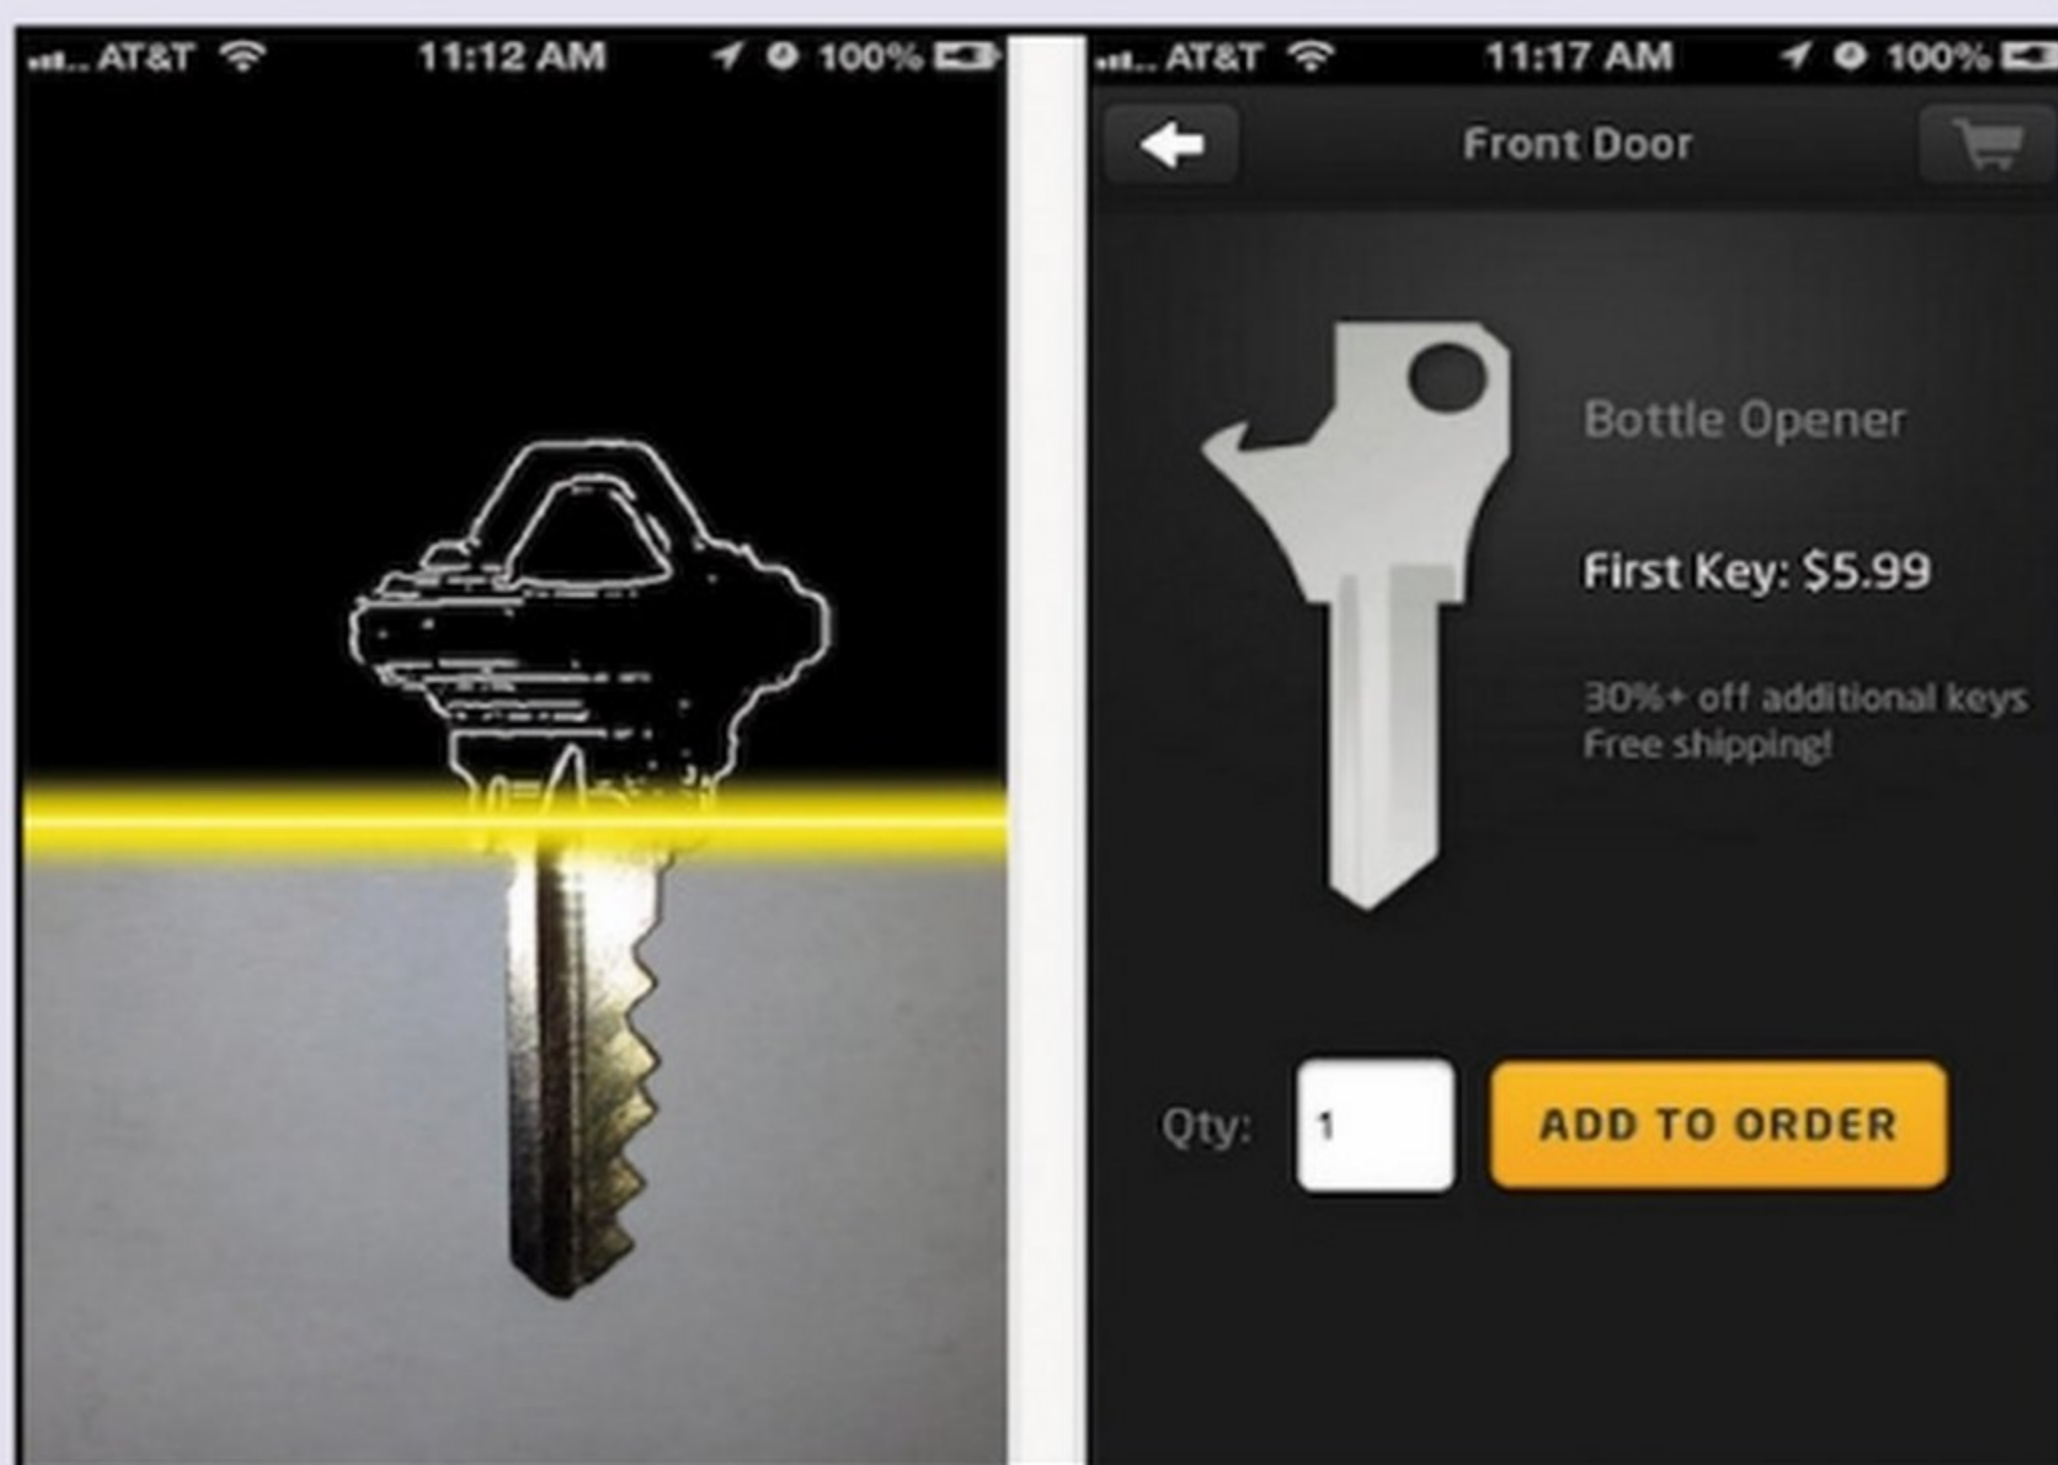 AT&T 11:12 AM 100%
AT&T 11:17 AM 100%
Front Door
Bottle Opener
First Key: $5.99
30%+ off additional keys
Free shipping!
Qty: 1 ADD TO ORDER